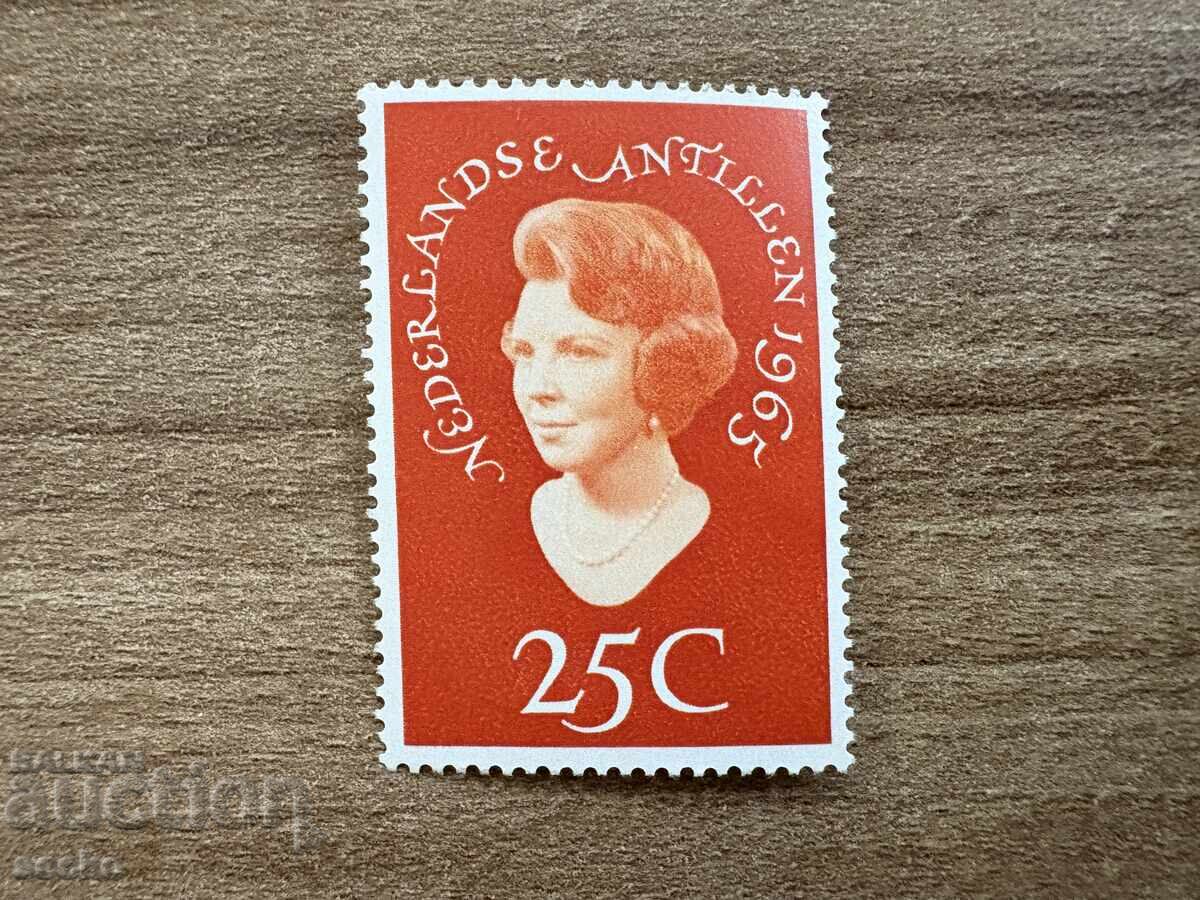 NEDERLANDSE ANTILLEN 1965
25C
BALKAN
auction